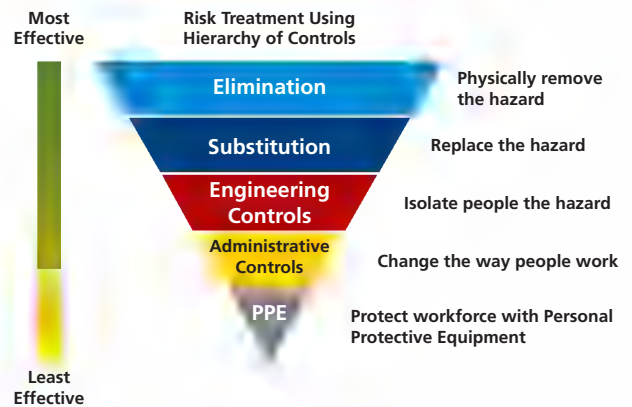 Most
Effective
Risk Treatment Using
Hierarchy of Controls
Elimination
Physically remove
the hazard
Substitution
Replace the hazard
Engineering
Controls
Isolate people the hazard
Administrative
Controls
Change the way people work
PPE
Protect workforce with Personal
Protective Equipment
Least
Effective